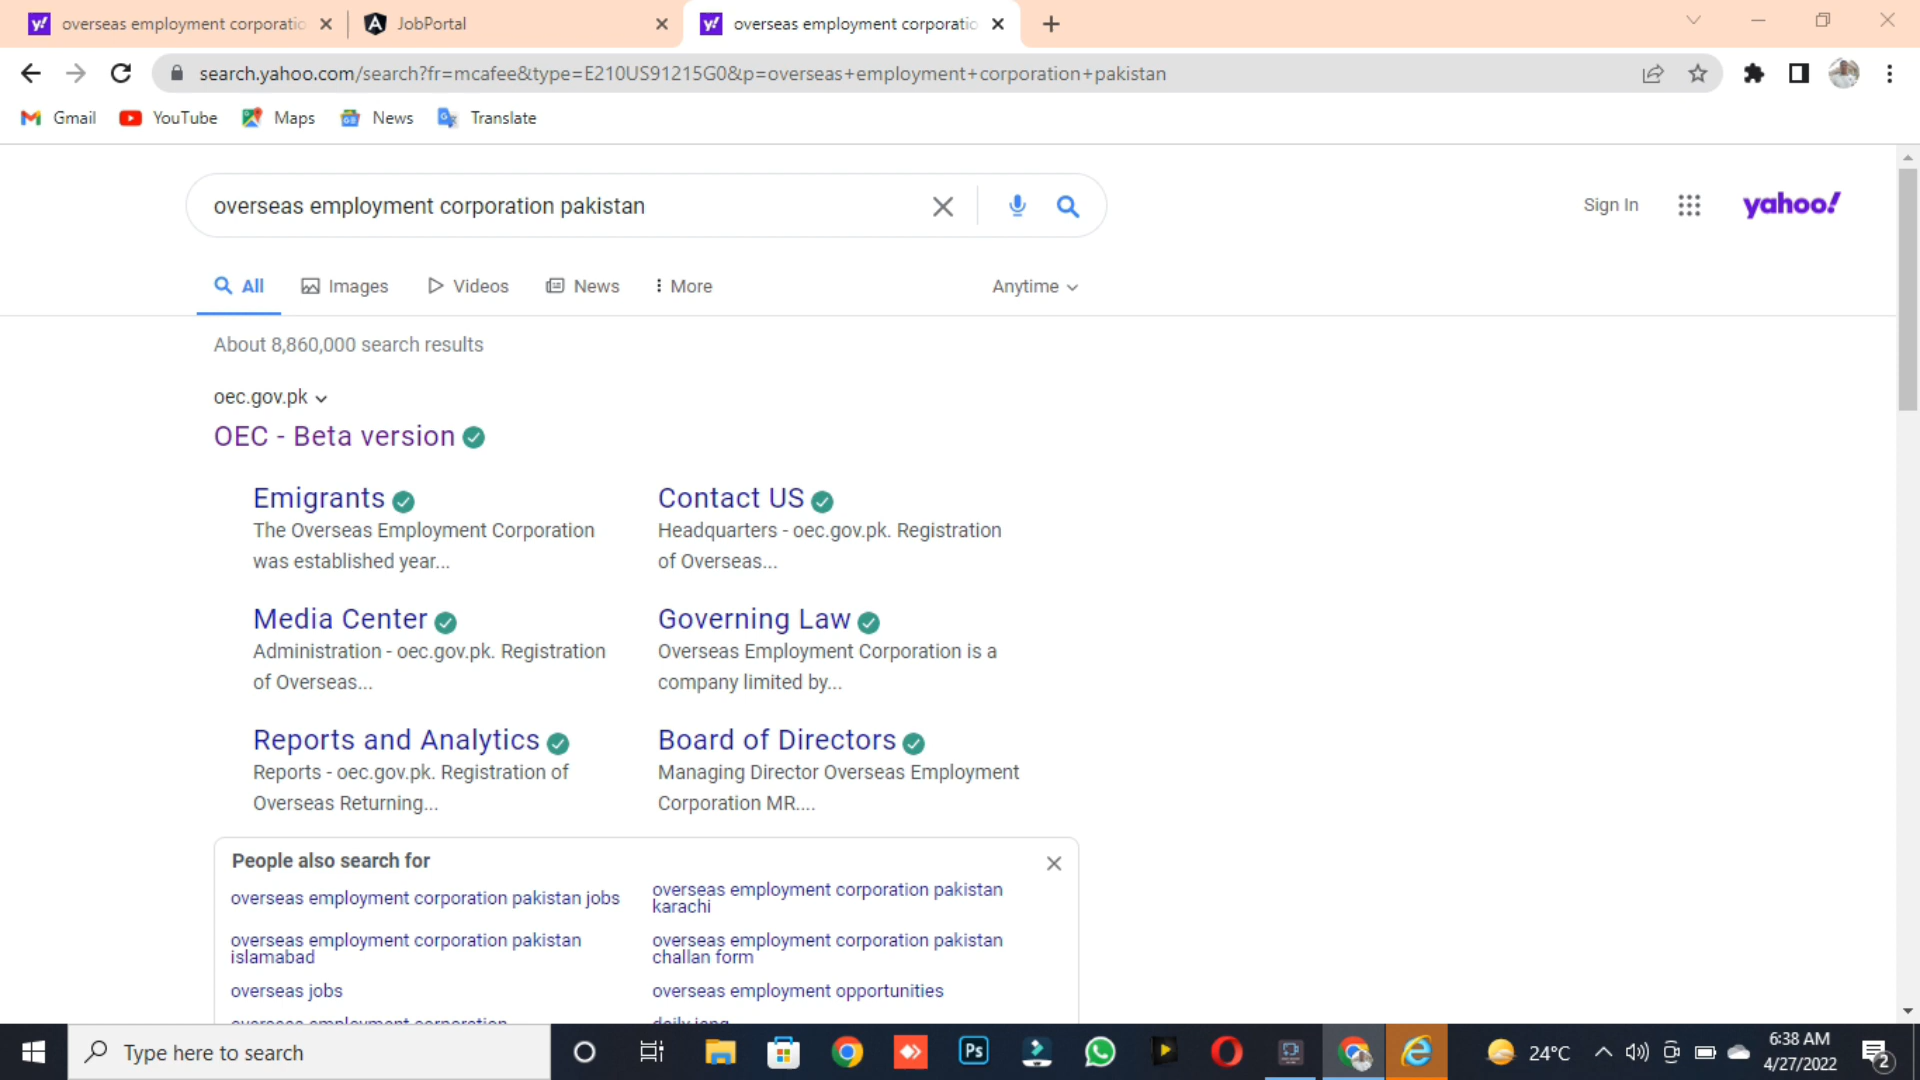 overseas employment corporatio
JobPortal
overseas employment corporatio
search.yahoo.com/search?fr=mcafee&type=E210US91215G0&p=overseas+employment+corporation+pakistan
Gmail
YouTube
Maps
News
Translate
overseas employment corporation pakistan
Sign In
yahoo!
All
Images
Videos
News
More
Anytime
About 8,860,000 search results
oec.gov.pk
OEC - Beta version
Emigrants
The Overseas Employment Corporation
was established year...
Contact US
Headquarters - oec.gov.pk. Registration
of Overseas...
Media Center
Administration - oec.gov.pk. Registration
of Overseas...
Governing Law
Overseas Employment Corporation is a
company limited by...
Reports and Analytics
Reports - oec.gov.pk. Registration of
Overseas Returning...
Board of Directors
Managing Director Overseas Employment
Corporation MR....
People also search for
overseas employment corporation pakistan jobs
overseas employment corporation pakistan
karachi
overseas employment corporation pakistan
islamabad
overseas employment corporation pakistan
challan form
overseas jobs
overseas employment opportunities
overseas employment corporation
daily jang
Type here to search
Ps
24°C
6:38 AM
4/27/2022
2